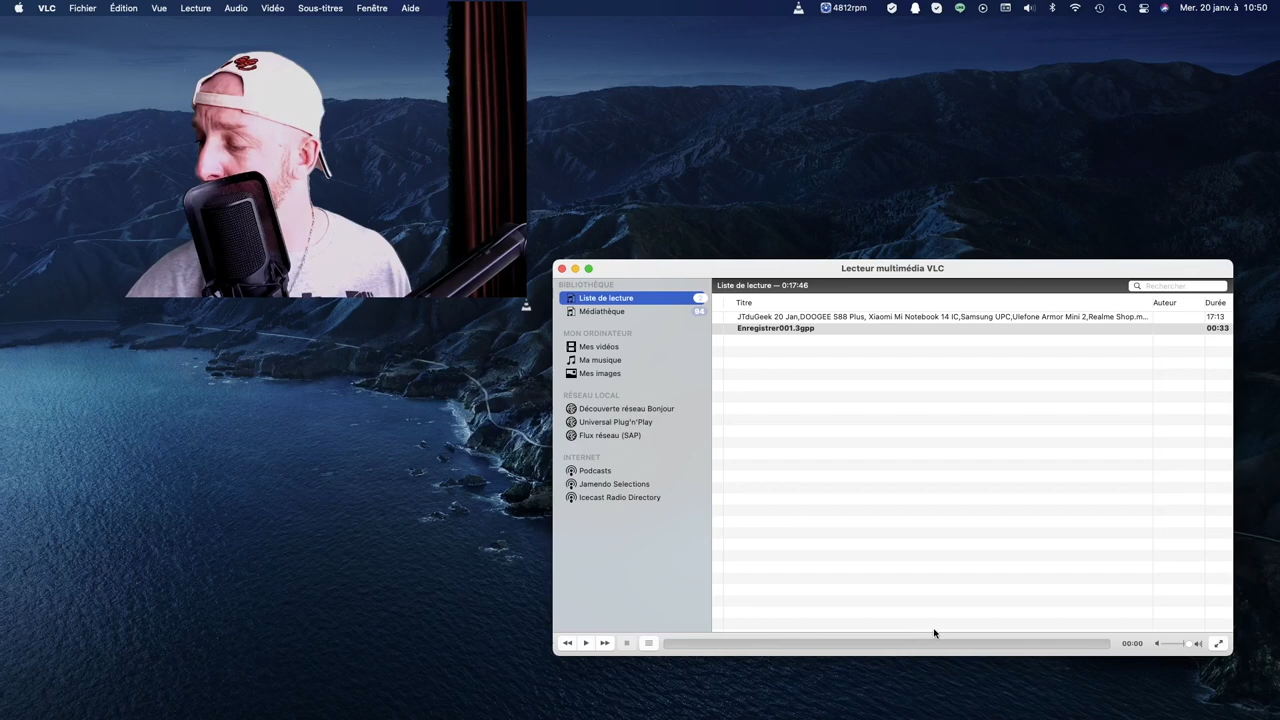 VLC Fichier Édition Vue Lecture Audio Vidéo Sous-titres Fenêtre Aide 4812rpm Mer. 20 janv. à 10:50
Lecteur multimédia VLC
BIBLIOTHÈQUE
Liste de lecture 2
Médiathèque 94
MON ORDINATEUR
Mes vidéos
Ma musique
Mes images
RÉSEAU LOCAL
Découverte réseau Bonjour
Universal Plug'n'Play
Flux réseau (SAP)
INTERNET
Podcasts
Jamendo Selections
Icecast Radio Directory
Liste de lecture — 0:17:46 Rechercher
Titre Auteur Durée
JTduGeek 20 Jan,DOOGEE S88 Plus, Xiaomi Mi Notebook 14 IC,Samsung UPC,Ulefone Armor Mini 2,Realme Shop.m... 17:13
Enregistrer001.3gpp 00:33
00:00